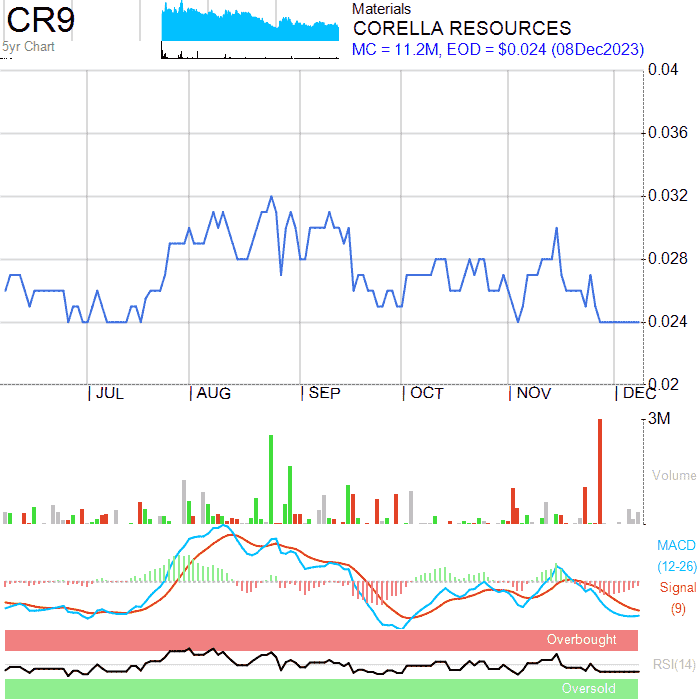 CR9
5yr Chart
Materials
CORELLA RESOURCES
MC = 11.2M, EOD = $0.024 (08Dec2023)
0.04
0.036
0.032
0.028
0.024
0.02
JUL AUG SEP OCT NOV DEC
3M
Volume
MACD
(12-26)
Signal
(9)
Overbought
RSI(14)
Oversold